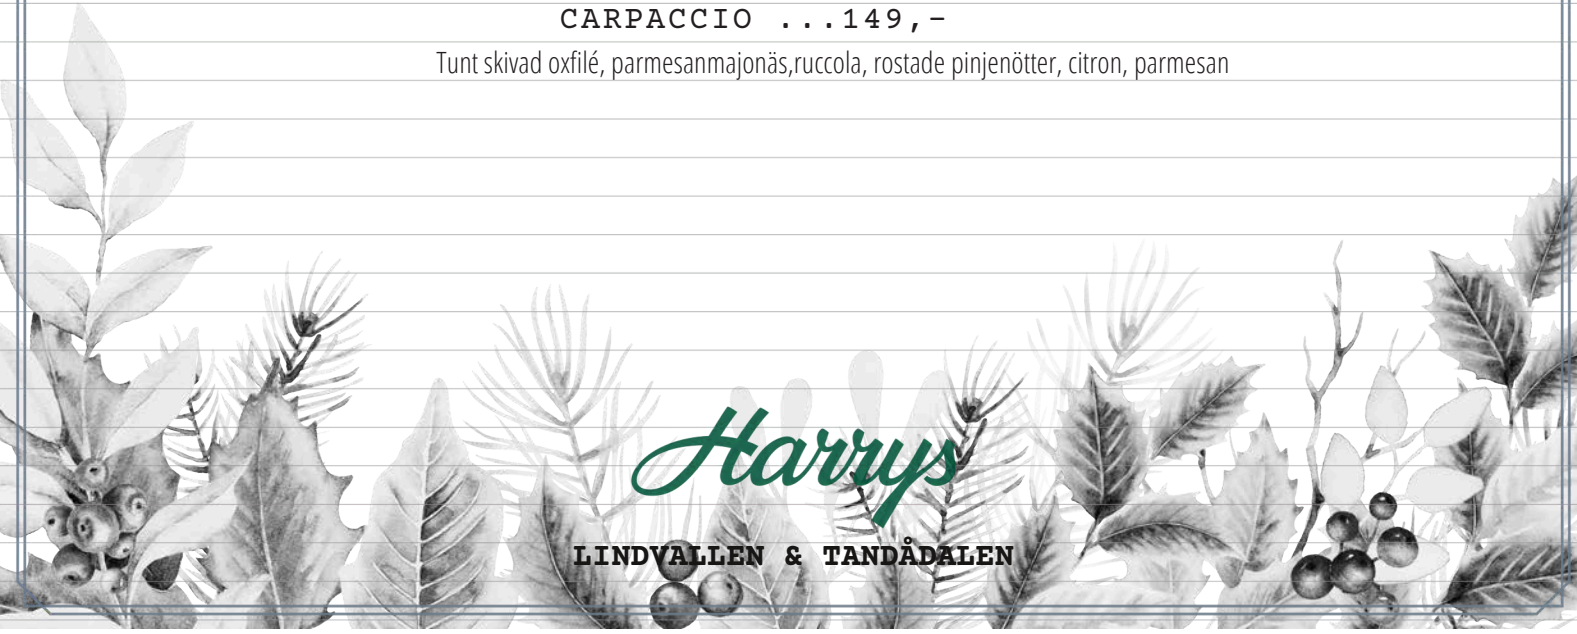 CARPACCIO ...149,-
Tunt skivad oxfilé, parmesanmajonäs,ruccola, rostade pinjenötter, citron, parmesan
Harrys
LINDVALLEN & TANDÅDALEN